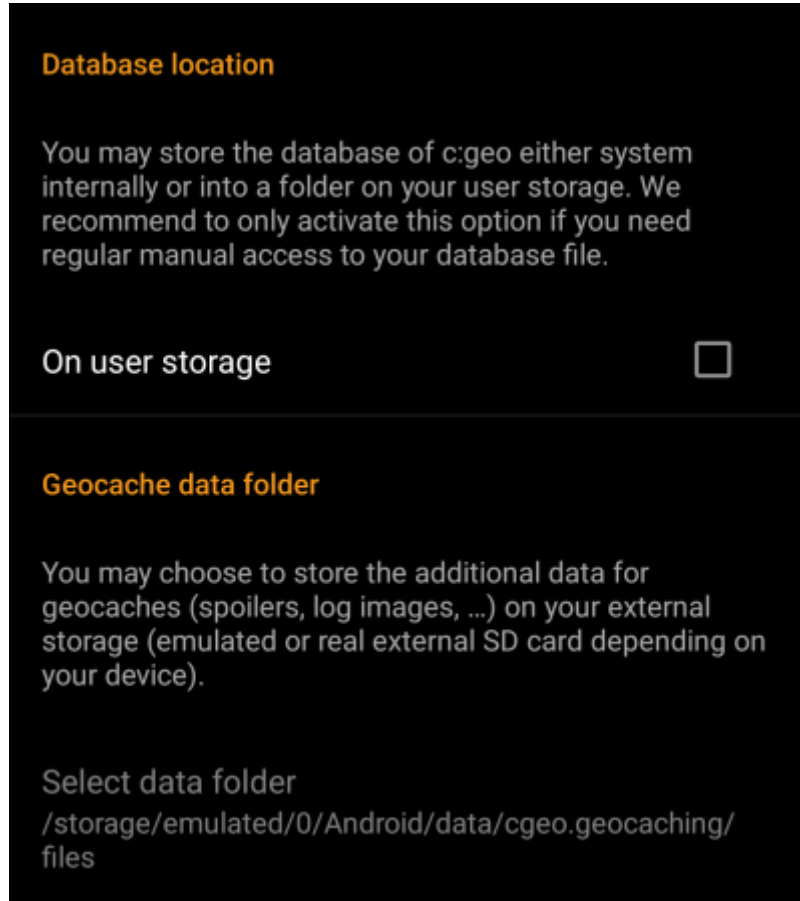 Database location
You may store the database of c:geo either system
internally or into a folder on your user storage. We
recommend to only activate this option if you need
regular manual access to your database file.
On user storage
Geocache data folder
You may choose to store the additional data for
geocaches (spoilers, log images, …) on your external
storage (emulated or real external SD card depending on
your device).
Select data folder
/storage/emulated/0/Android/data/cgeo.geocaching/
files